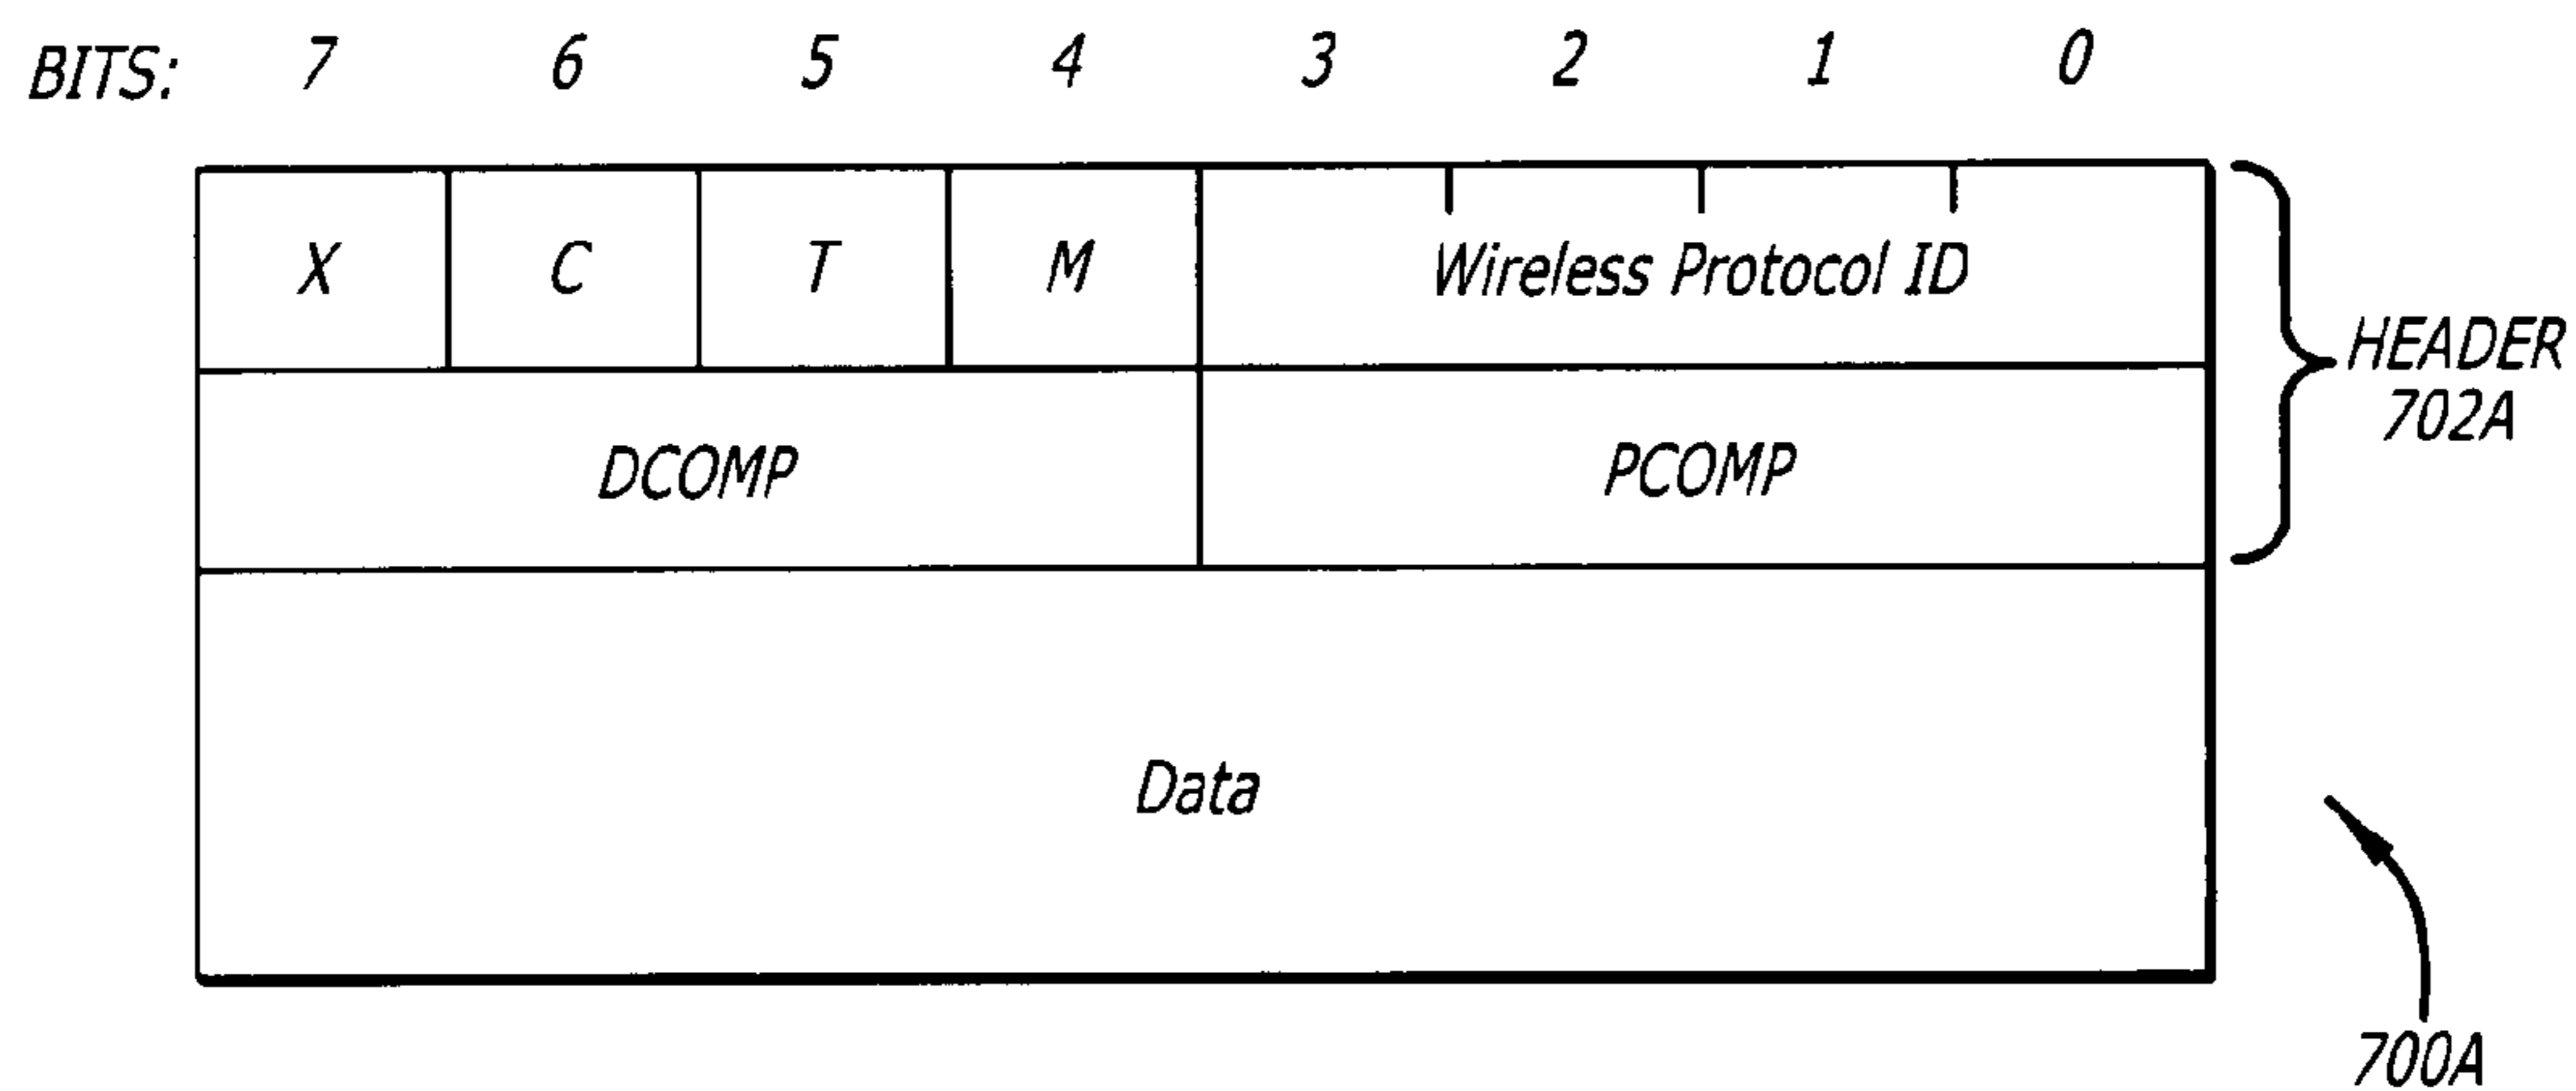 BITS: 7 6 5 4 3 2 1 0
X C T M Wireless Protocol ID
HEADER
702A
DCOMP PCOMP
Data
700A